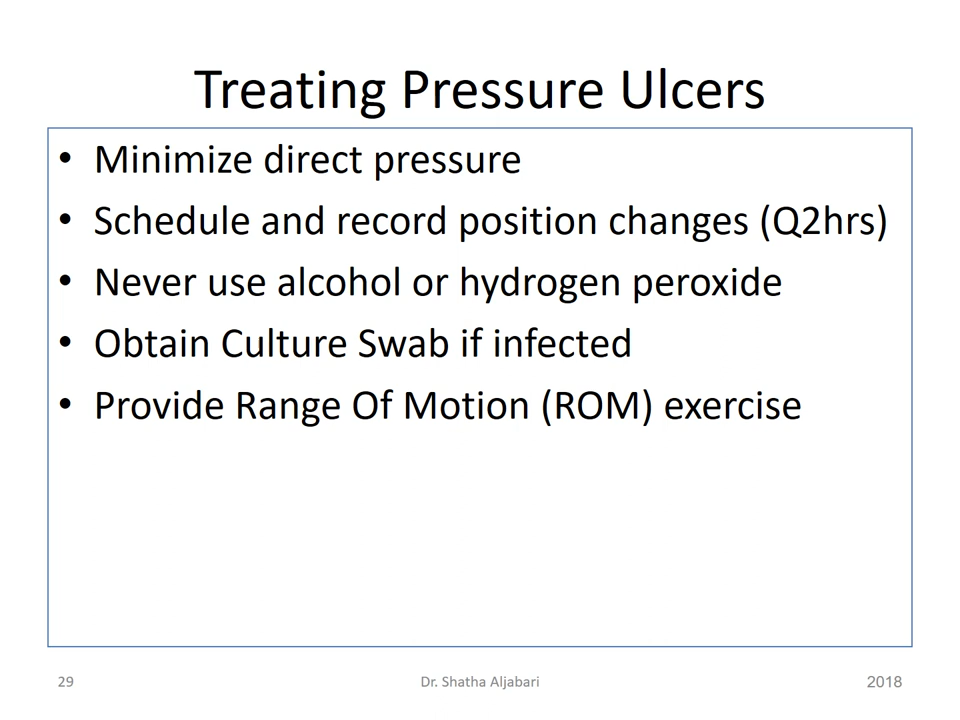 Treating Pressure Ulcers
• Minimize direct pressure
• Schedule and record position changes (Q2hrs)
• Never use alcohol or hydrogen peroxide
• Obtain Culture Swab if infected
• Provide Range Of Motion (ROM) exercise
29 Dr. Shatha Aljabari 2018